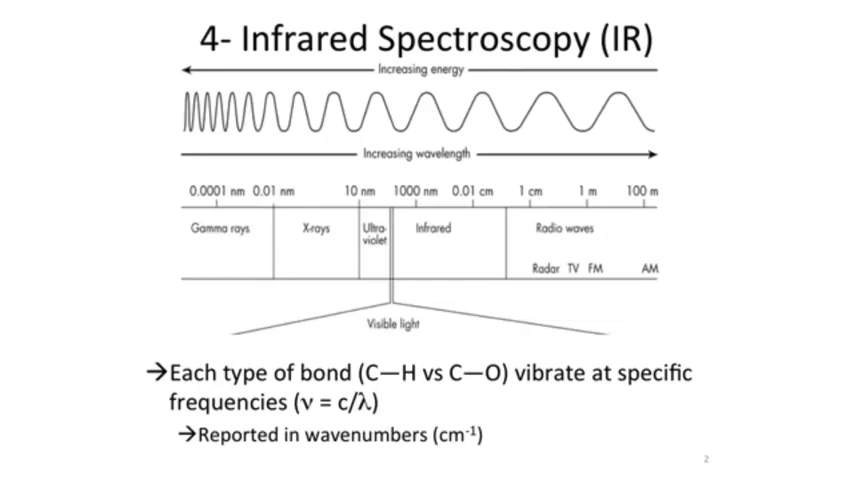 4- Infrared Spectroscopy (IR)
Increasing energy
Increasing wavelength
0.0001 nm 0.01 nm 10 nm 1000 nm 0.01 cm 1 cm 1 m 100 m
Gamma rays X-rays Ultra- Infrared Radio waves
violet
Radar TV FM AM
Visible light
→Each type of bond (C—H vs C—O) vibrate at specific
frequencies (ν = c/λ)
→Reported in wavenumbers (cm⁻¹)
2